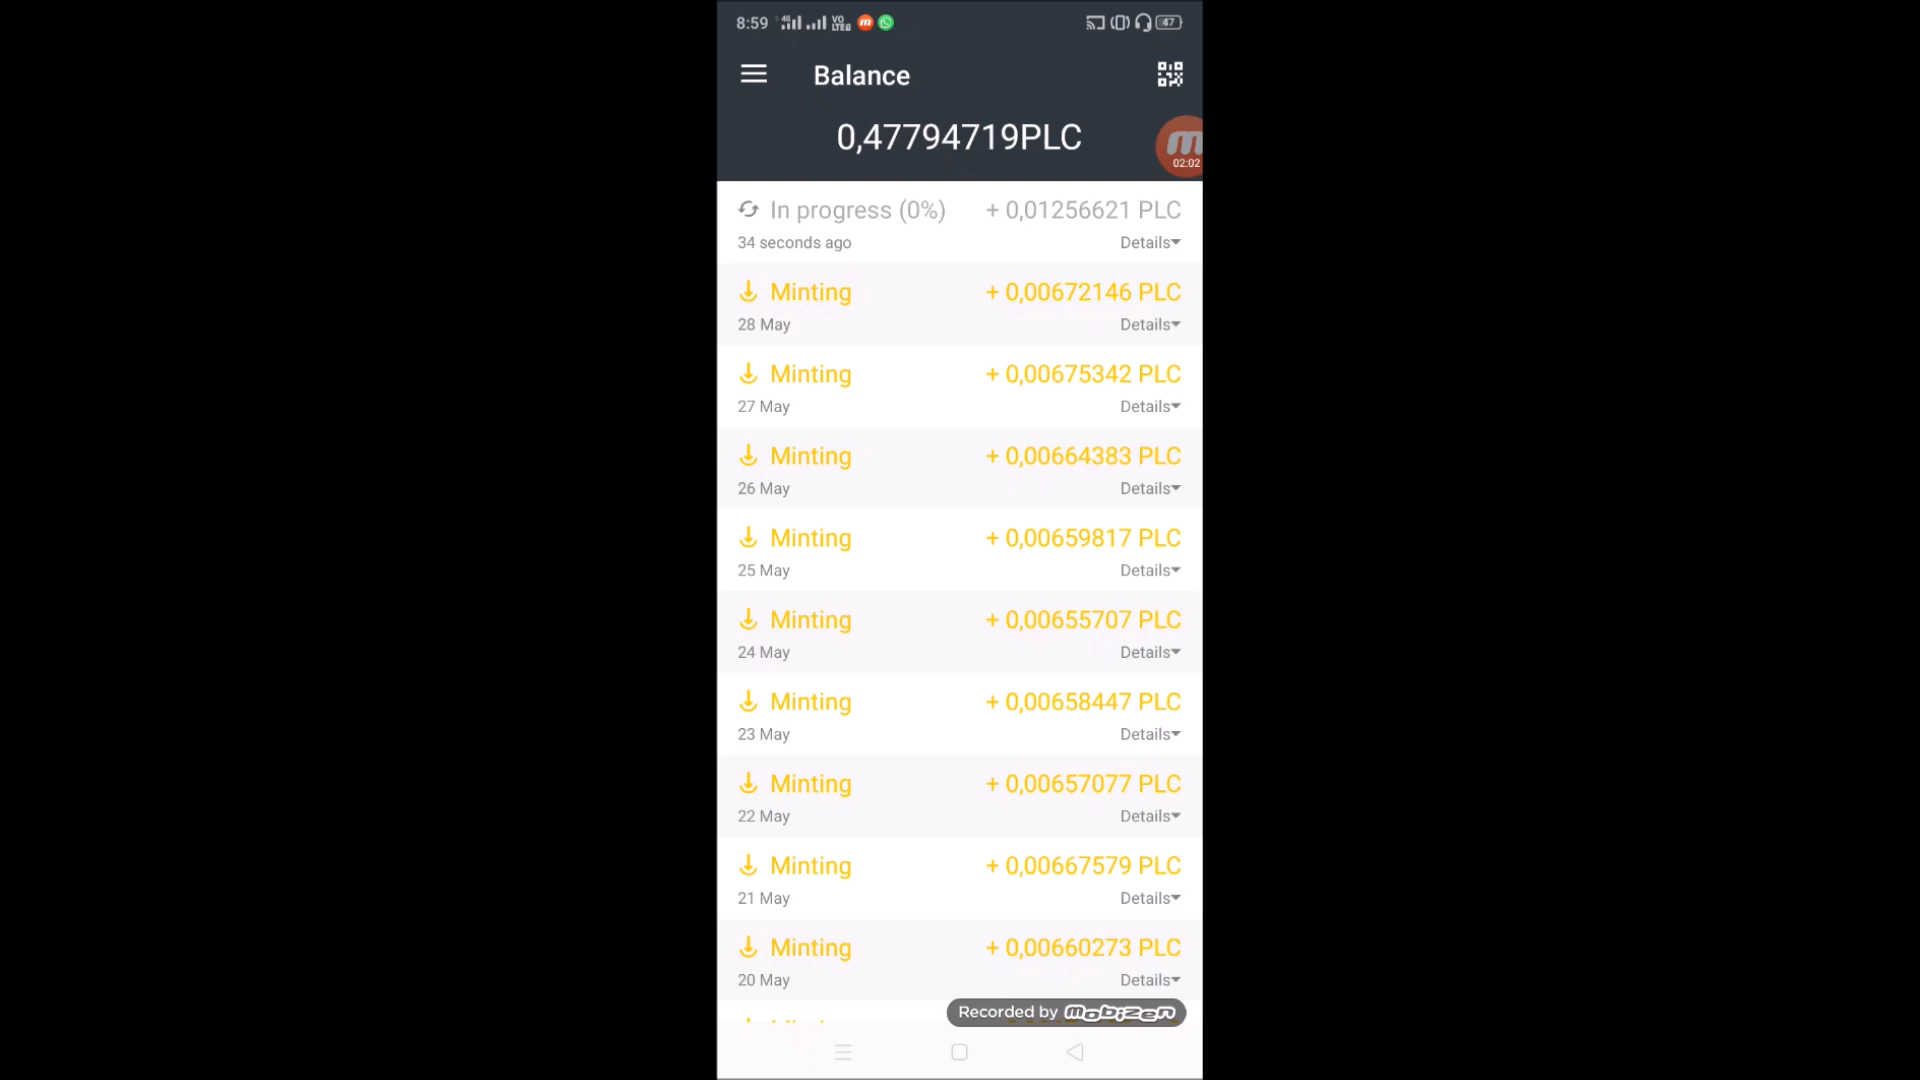 8:59 4G VO LTE 47
Balance
0,47794719PLC
02:02
In progress (0%) + 0,01256621 PLC
34 seconds ago Details
Minting + 0,00672146 PLC
28 May Details
Minting + 0,00675342 PLC
27 May Details
Minting + 0,00664383 PLC
26 May Details
Minting + 0,00659817 PLC
25 May Details
Minting + 0,00655707 PLC
24 May Details
Minting + 0,00658447 PLC
23 May Details
Minting + 0,00657077 PLC
22 May Details
Minting + 0,00667579 PLC
21 May Details
Minting + 0,00660273 PLC
20 May Details
Recorded by mobizen